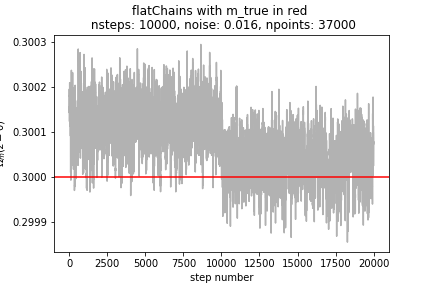 flatChains with m_true in red
nsteps: 10000, noise: 0.016, npoints: 37000
0.3003
0.3002
0.3001
0.3000
0.2999
0 2500 5000 7500 10000 12500 15000 17500 20000
step number